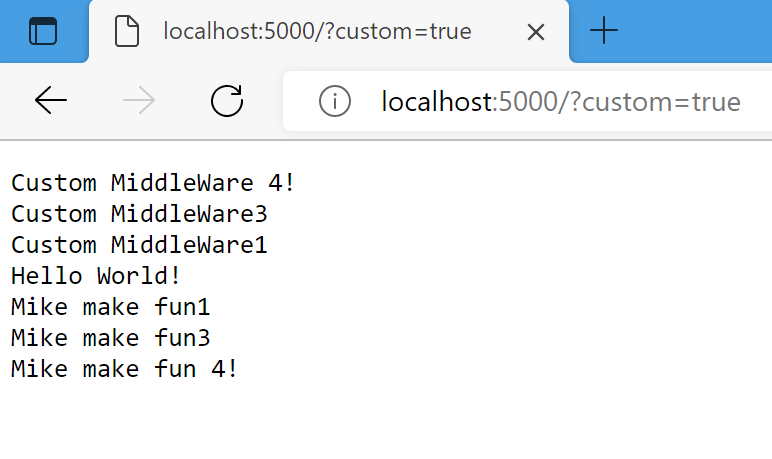 localhost:5000/?custom=true
localhost:5000/?custom=true
Custom MiddleWare 4!
Custom MiddleWare3
Custom MiddleWare1
Hello World!
Mike make fun1
Mike make fun3
Mike make fun 4!